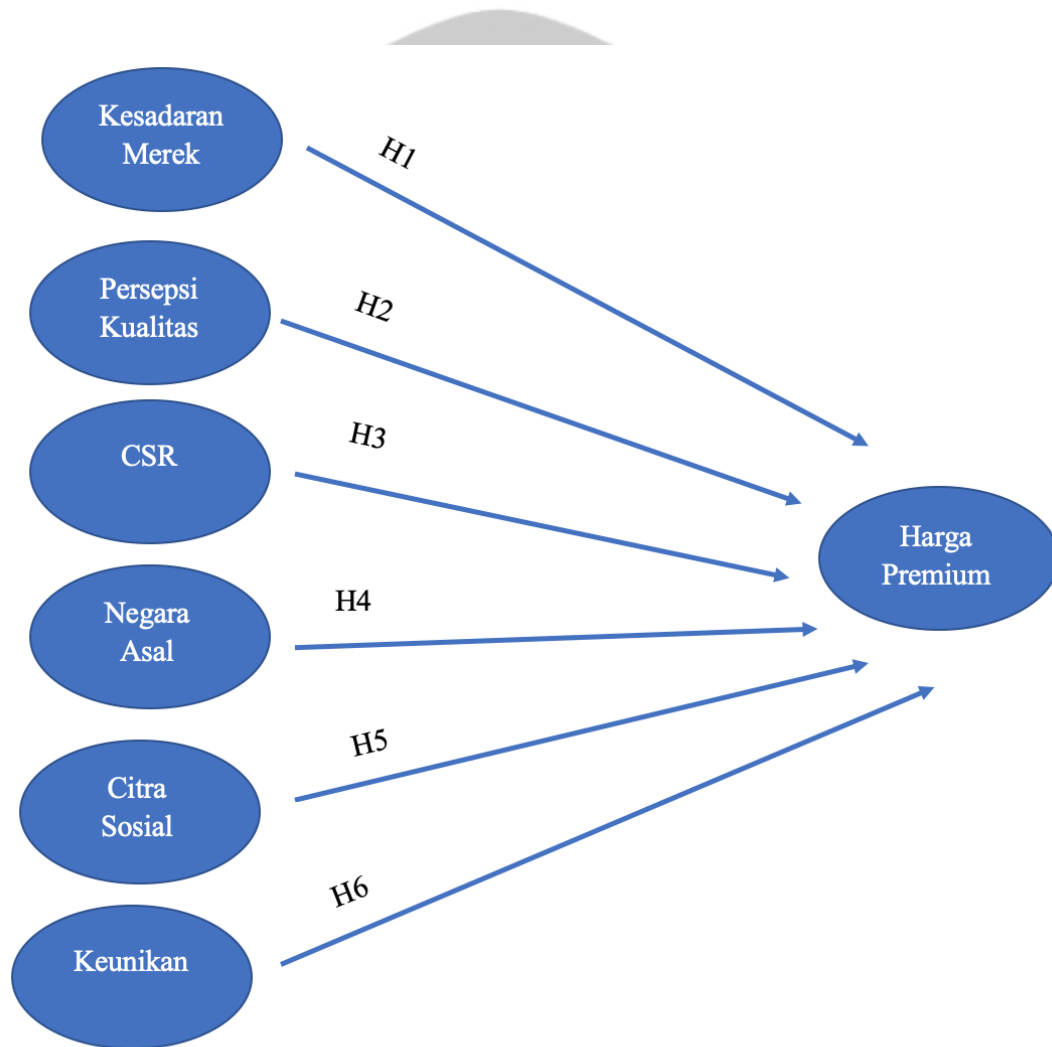 Kesadaran
Merek
H1
Persepsi
Kualitas
H2
CSR
H3
Negara
Asal
H4
Citra
Sosial
H5
Keunikan
H6
Harga
Premium